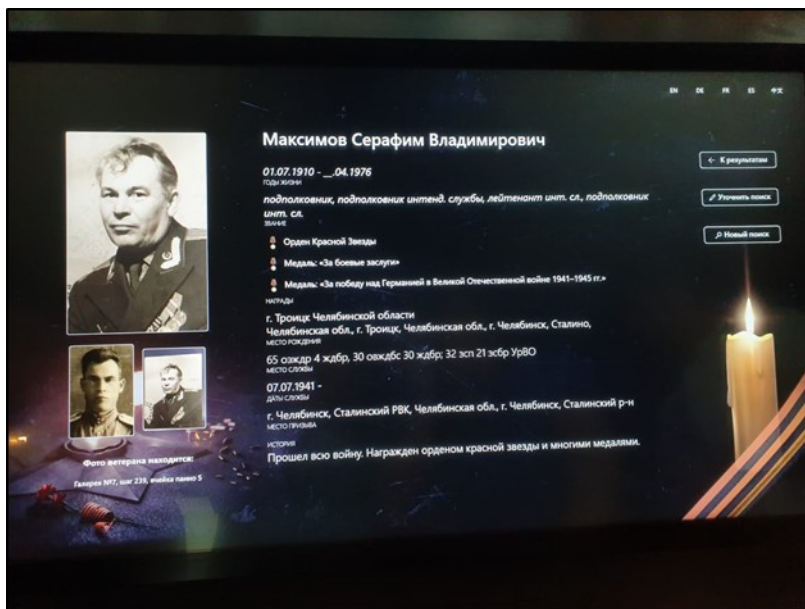 EN DE FR ES 中文
Максимов Серафим Владимирович
← К результатам
01.07.1910 - __.04.1976
ГОДЫ ЖИЗНИ
Уточнить поиск
подполковник, подполковник интенд. службы, лейтенант инт. сл., подполковник
инт. сл.
ЗВАНИЕ
Новый поиск
Орден Красной Звезды
Медаль: «За боевые заслуги»
Медаль: «За победу над Германией в Великой Отечественной войне 1941–1945 гг.»
НАГРАДЫ
г. Троицк Челябинской области
Челябинская обл., г. Троицк, Челябинская обл., г. Челябинск, Сталино,
МЕСТО РОЖДЕНИЯ
65 озждр 4 ждбр, 30 овждбс 30 ждбр; 32 зсп 21 зсбр УрВО
МЕСТО СЛУЖБЫ
07.07.1941 -
ДАТЫ СЛУЖБЫ
г. Челябинск, Сталинский РВК, Челябинская обл., г. Челябинск, Сталинский р-н
МЕСТО ПРИЗЫВА
ИСТОРИЯ
Прошел всю войну. Награжден орденом красной звезды и многими медалями.
Фото ветерана находится:
Галерея №7, шаг 239, ячейка панно 5